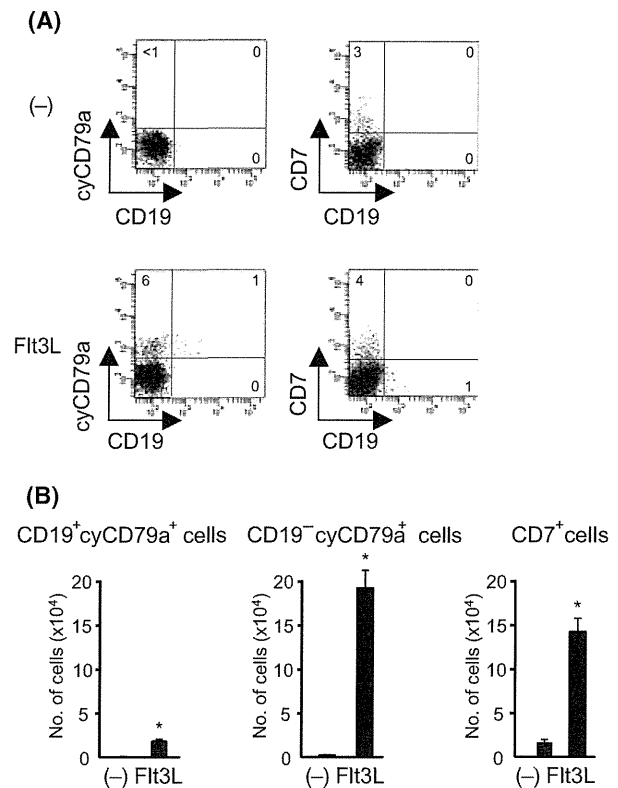 (A)
(–)
<1 0
0
cyCD79a
CD19
3 0
0
CD7
CD19
Flt3L
6 1
0
cyCD79a
CD19
4 0
1
CD7
CD19
(B)
CD19+cyCD79a+ cells
No. of cells (x10⁴)
20
15
10
5
0
*
(–) Flt3L
CD19–cyCD79a+ cells
No. of cells (x10⁴)
20
15
10
5
0
*
(–) Flt3L
CD7+cells
No. of cells (x10⁴)
20
15
10
5
0
*
(–) Flt3L